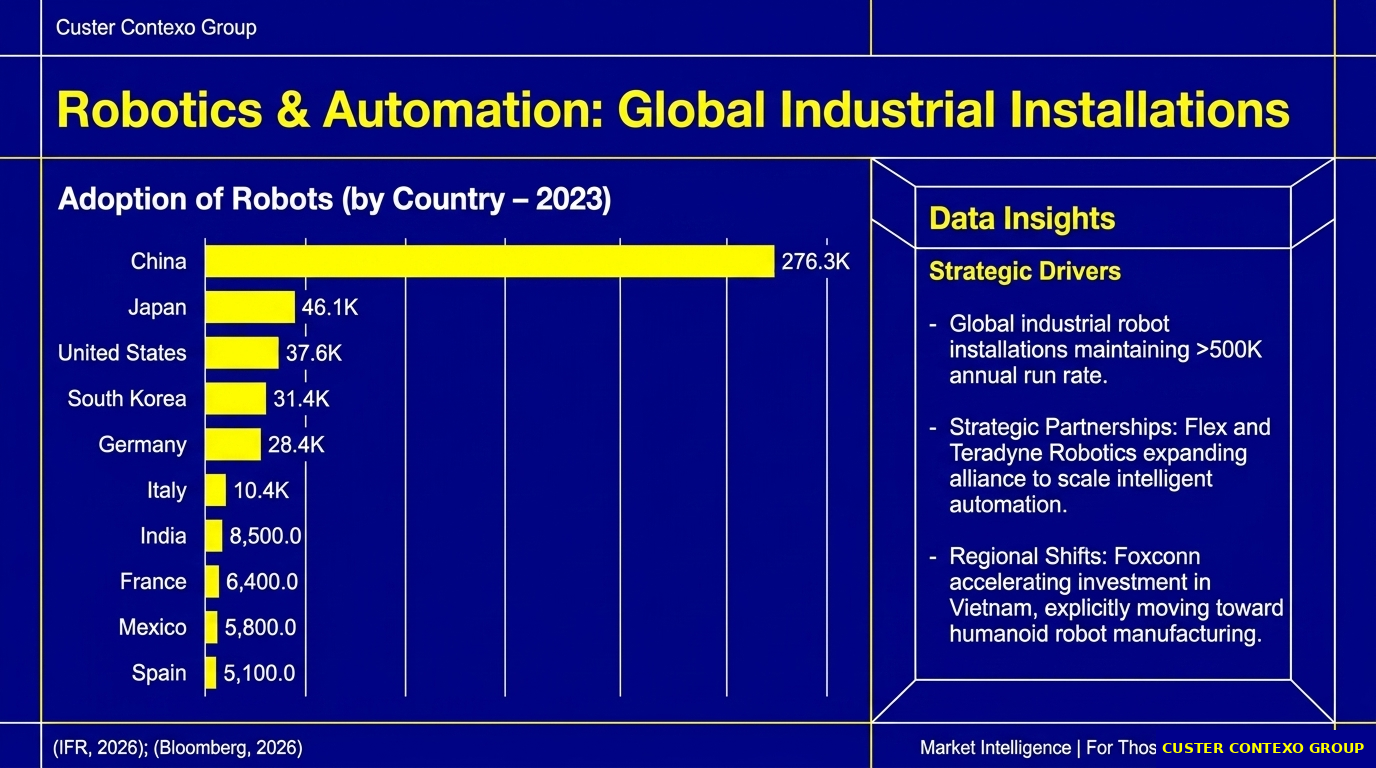 Custer Contexo Group
Robotics & Automation: Global Industrial Installations
Adoption of Robots (by Country – 2023)
China 276.3K
Japan 46.1K
United States 37.6K
South Korea 31.4K
Germany 28.4K
Italy 10.4K
India 8,500.0
France 6,400.0
Mexico 5,800.0
Spain 5,100.0
Data Insights
Strategic Drivers
- Global industrial robot
installations maintaining >500K
annual run rate.
- Strategic Partnerships: Flex and
Teradyne Robotics expanding
alliance to scale intelligent
automation.
- Regional Shifts: Foxconn
accelerating investment in
Vietnam, explicitly moving toward
humanoid robot manufacturing.
(IFR, 2026); (Bloomberg, 2026)
Market Intelligence | For
CUSTER CONTEXO GROUP